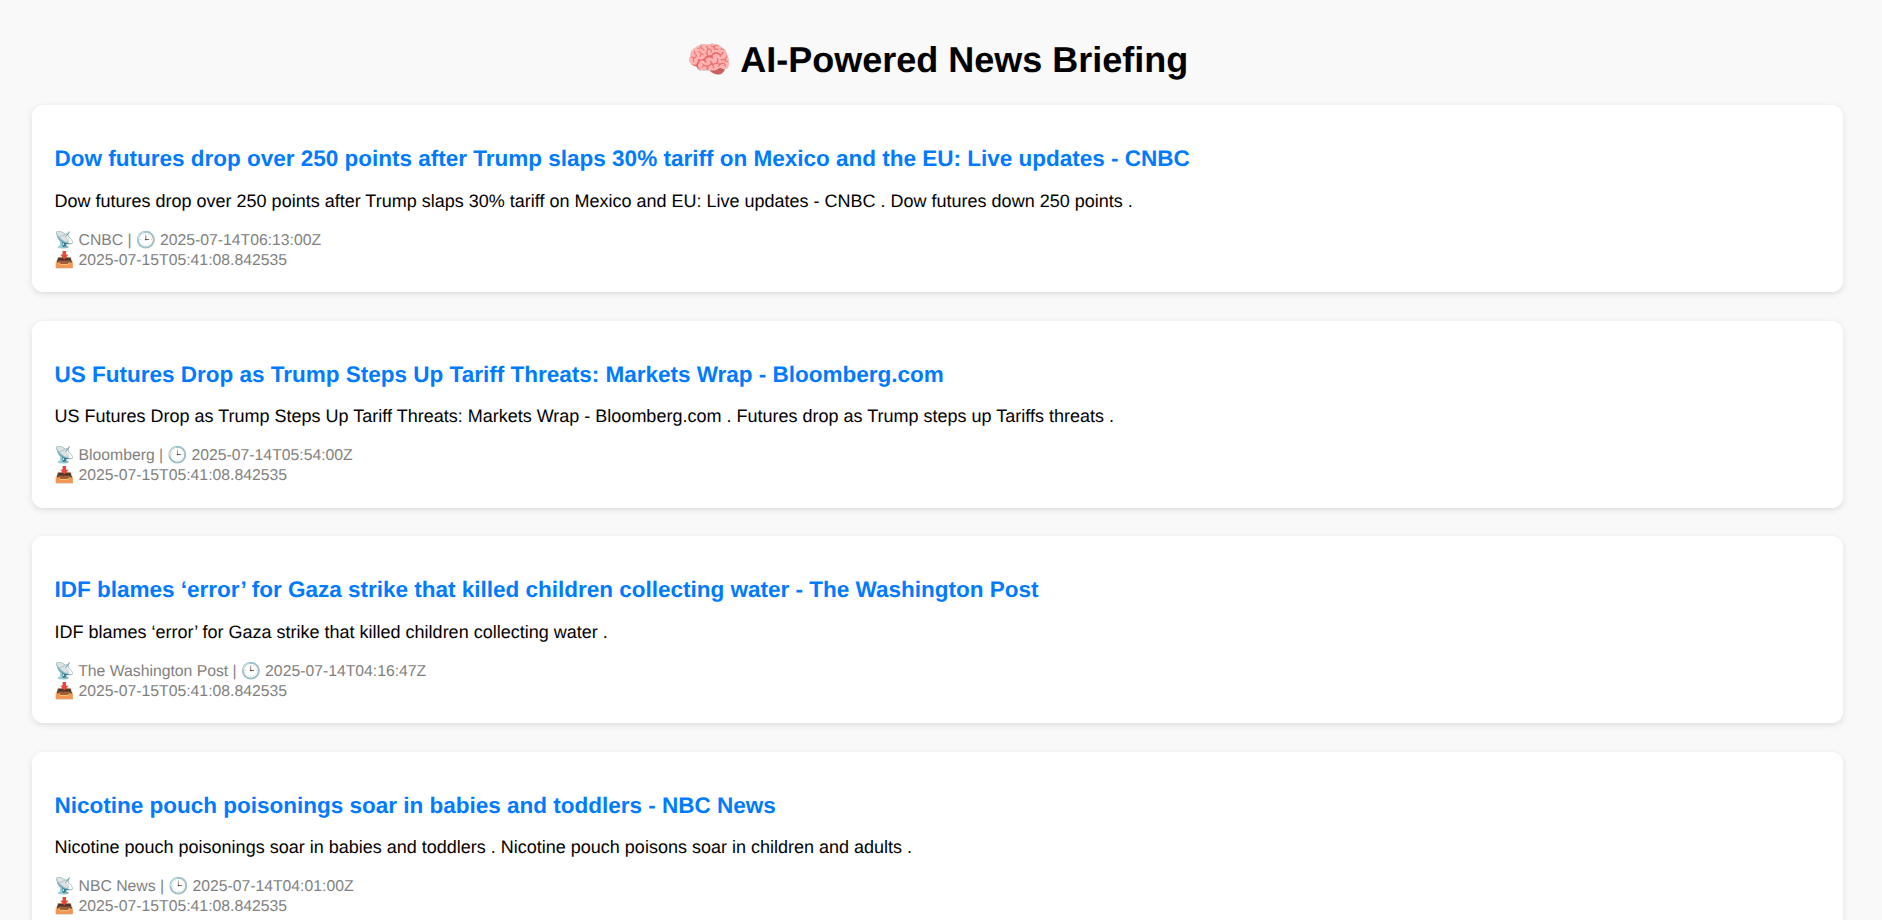 🧠 AI-Powered News Briefing
Dow futures drop over 250 points after Trump slaps 30% tariff on Mexico and the EU: Live updates - CNBC
Dow futures drop over 250 points after Trump slaps 30% tariff on Mexico and EU: Live updates - CNBC . Dow futures down 250 points .
📡 CNBC | 🕒 2025-07-14T06:13:00Z
📥 2025-07-15T05:41:08.842535
US Futures Drop as Trump Steps Up Tariff Threats: Markets Wrap - Bloomberg.com
US Futures Drop as Trump Steps Up Tariff Threats: Markets Wrap - Bloomberg.com . Futures drop as Trump steps up Tariffs threats .
📡 Bloomberg | 🕒 2025-07-14T05:54:00Z
📥 2025-07-15T05:41:08.842535
IDF blames ‘error’ for Gaza strike that killed children collecting water - The Washington Post
IDF blames ‘error’ for Gaza strike that killed children collecting water .
📡 The Washington Post | 🕒 2025-07-14T04:16:47Z
📥 2025-07-15T05:41:08.842535
Nicotine pouch poisonings soar in babies and toddlers - NBC News
Nicotine pouch poisonings soar in babies and toddlers . Nicotine pouch poisons soar in children and adults .
📡 NBC News | 🕒 2025-07-14T04:01:00Z
📥 2025-07-15T05:41:08.842535